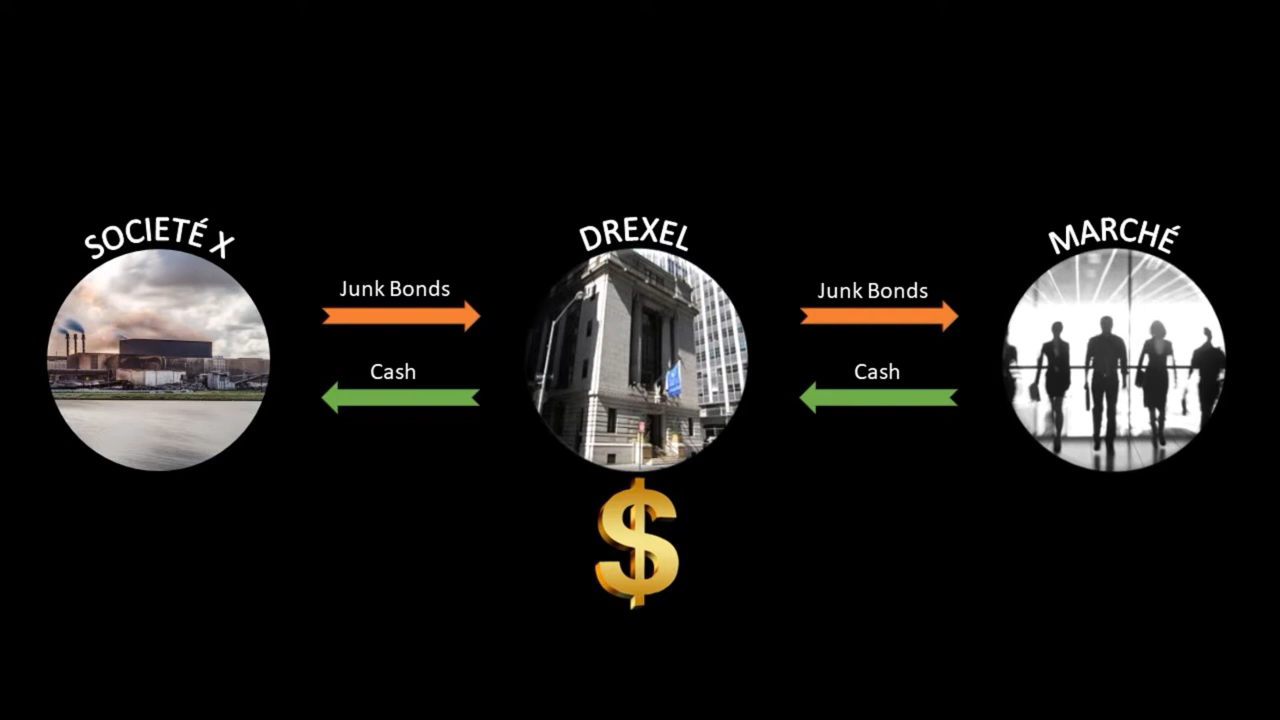 SOCIETÉ X
DREXEL
MARCHÉ
Junk Bonds
Junk Bonds
Cash
Cash
$